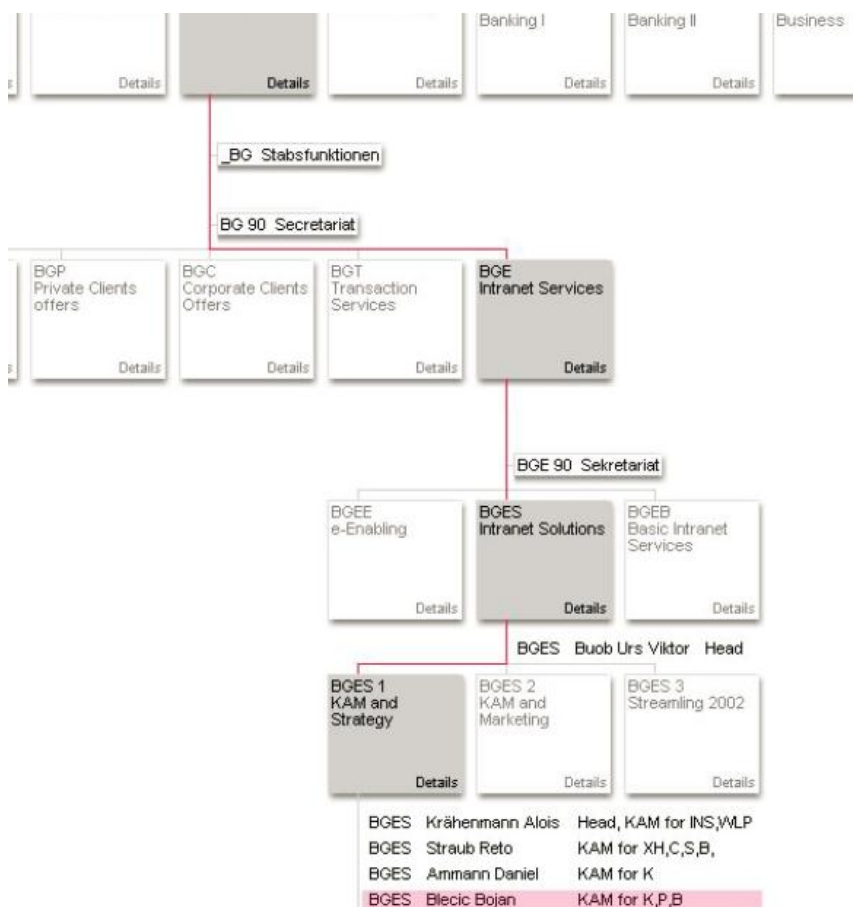 Banking I
Banking II
Business
Details
Details
Details
Details
Details
_BG Stabsfunktionen
BG 90 Secretariat
BGP
Private Clients
offers
Details
BGC
Corporate Clients
Offers
Details
BGT
Transaction
Services
Details
BGE
Intranet Services
Details
BGE 90 Sekretariat
BGEE
e-Enabling
Details
BGES
Intranet Solutions
Details
BGEB
Basic Intranet
Services
Details
BGES Buob Urs Viktor Head
BGES 1
KAM and
Strategy
Details
BGES 2
KAM and
Marketing
Details
BGES 3
Streamling 2002
Details
BGES Krähenmann Alois Head, KAM for INS,WLP
BGES Straub Reto KAM for XH,C,S,B,
BGES Ammann Daniel KAM for K
BGES Blecic Bojan KAM for K,P,B